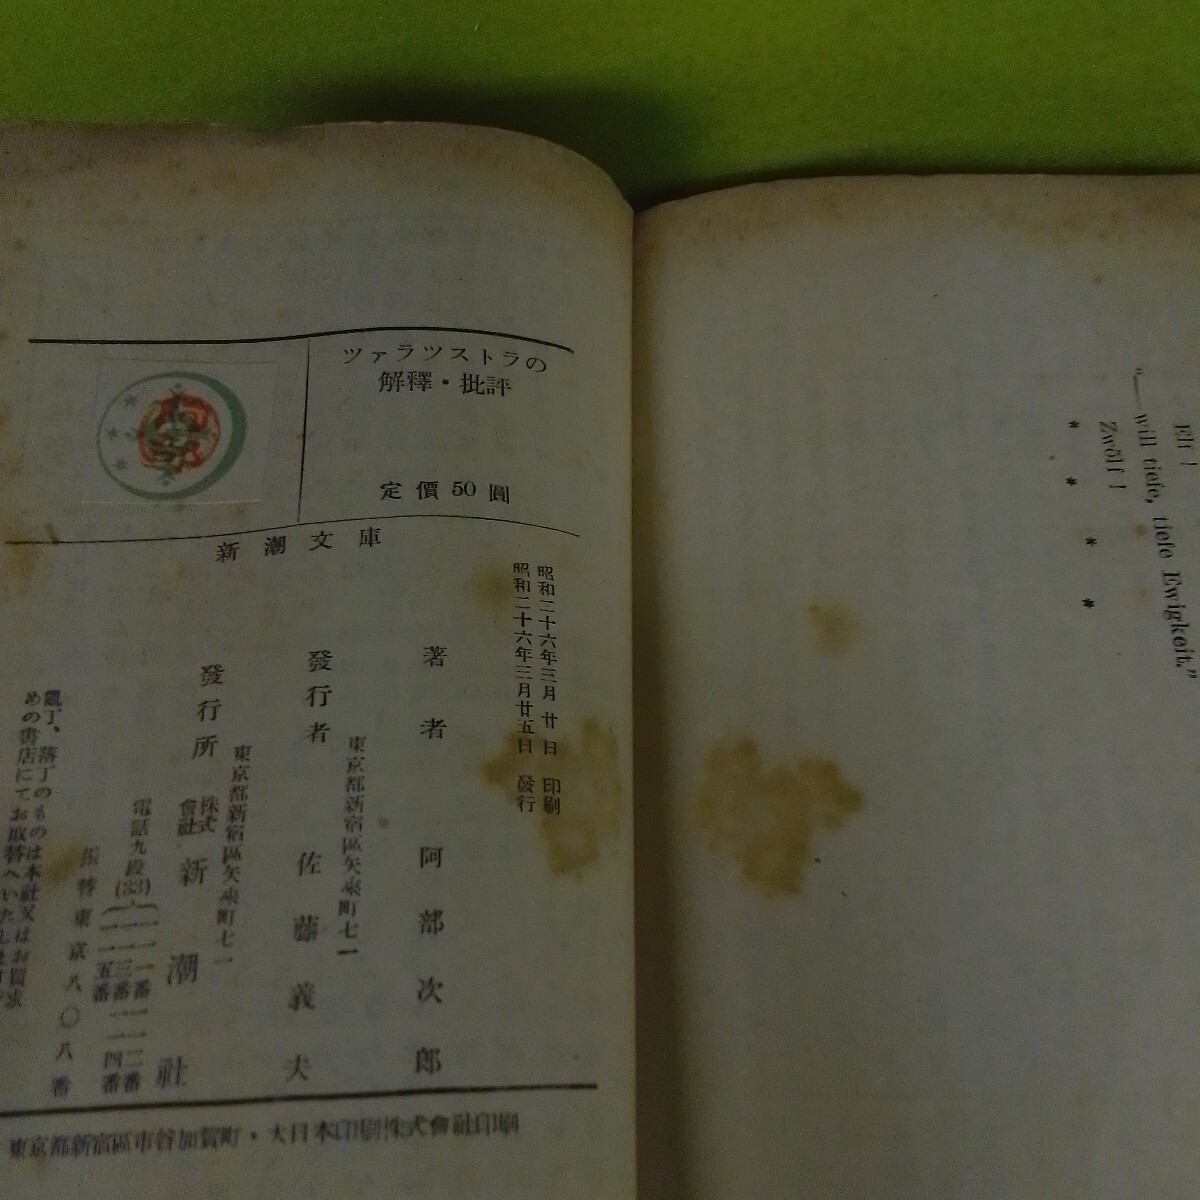 Elf !
“—will tiefe, tiefe Ewigkeit.”
Zwölf !
* * * *
ツァラツストラの
解釋・批評
定價 50 圓
新潮文庫
昭和二十六年三月廿日 印刷
昭和二十六年三月廿五日 發行
著者 阿部次郎
東京都新宿區矢來町七一
發行者 佐藤義夫
東京都新宿區矢來町七一
發行所 株式會社 新潮社
電話九段(33)
振替東京八〇八番
亂丁、落丁のものは本社又はお買求
めの書店にてお取替へいたします
東京都新宿區市谷加賀町・大日本印刷株式會社印刷